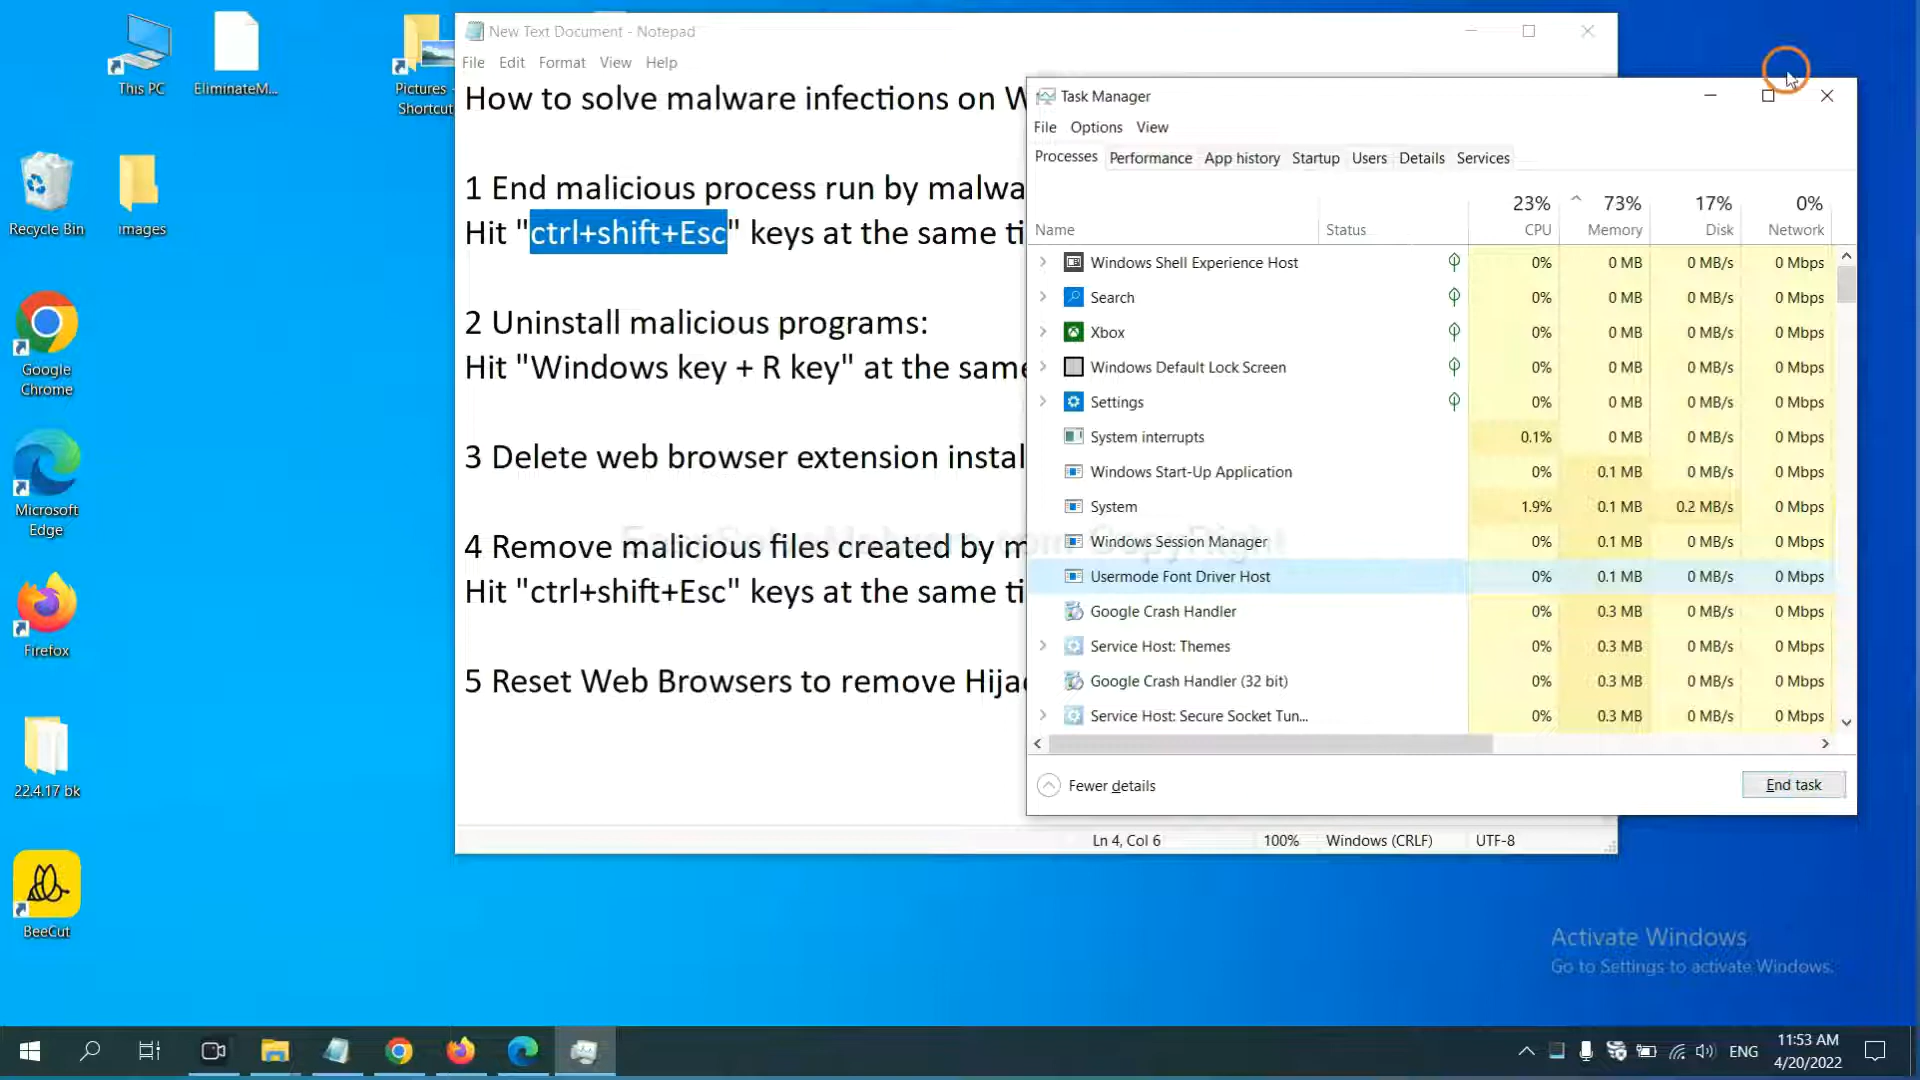 This PC
EliminateM...
Pictures -
Shortcut
Recycle Bin
images
Google
Chrome
Microsoft
Edge
Firefox
22.4.17 bk
BeeCut
New Text Document - Notepad
File Edit Format View Help
How to solve malware infections on W
1 End malicious process run by malwa
Hit "ctrl+shift+Esc" keys at the same ti
2 Uninstall malicious programs:
Hit "Windows key + R key" at the same
3 Delete web browser extension instal
4 Remove malicious files created by m
Hit "ctrl+shift+Esc" keys at the same ti
5 Reset Web Browsers to remove Hijac
Ln 4, Col 6 100% Windows (CRLF) UTF-8
Task Manager
File Options View
Processes Performance App history Startup Users Details Services
23% 73% 17% 0%
Name Status CPU Memory Disk Network
Windows Shell Experience Host 0% 0 MB 0 MB/s 0 Mbps
Search 0% 0 MB 0 MB/s 0 Mbps
Xbox 0% 0 MB 0 MB/s 0 Mbps
Windows Default Lock Screen 0% 0 MB 0 MB/s 0 Mbps
Settings 0% 0 MB 0 MB/s 0 Mbps
System interrupts 0.1% 0 MB 0 MB/s 0 Mbps
Windows Start-Up Application 0% 0.1 MB 0 MB/s 0 Mbps
System 1.9% 0.1 MB 0.2 MB/s 0 Mbps
Windows Session Manager 0% 0.1 MB 0 MB/s 0 Mbps
Usermode Font Driver Host 0% 0.1 MB 0 MB/s 0 Mbps
Google Crash Handler 0% 0.3 MB 0 MB/s 0 Mbps
Service Host: Themes 0% 0.3 MB 0 MB/s 0 Mbps
Google Crash Handler (32 bit) 0% 0.3 MB 0 MB/s 0 Mbps
Service Host: Secure Socket Tun... 0% 0.3 MB 0 MB/s 0 Mbps
Fewer details
End task
CopyRight
Activate Windows
Go to Settings to activate Windows.
ENG
11:53 AM
4/20/2022